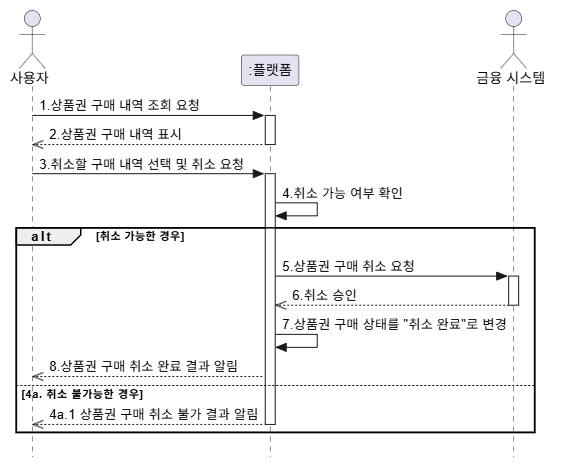 사용자
:플랫폼
금융 시스템
1.상품권 구매 내역 조회 요청
2.상품권 구매 내역 표시
3.취소할 구매 내역 선택 및 취소 요청
4.취소 가능 여부 확인
alt [취소 가능한 경우]
5.상품권 구매 취소 요청
6.취소 승인
7.상품권 구매 상태를 "취소 완료"로 변경
8.상품권 구매 취소 완료 결과 알림
[4a. 취소 불가능한 경우]
4a.1 상품권 구매 취소 불가 결과 알림